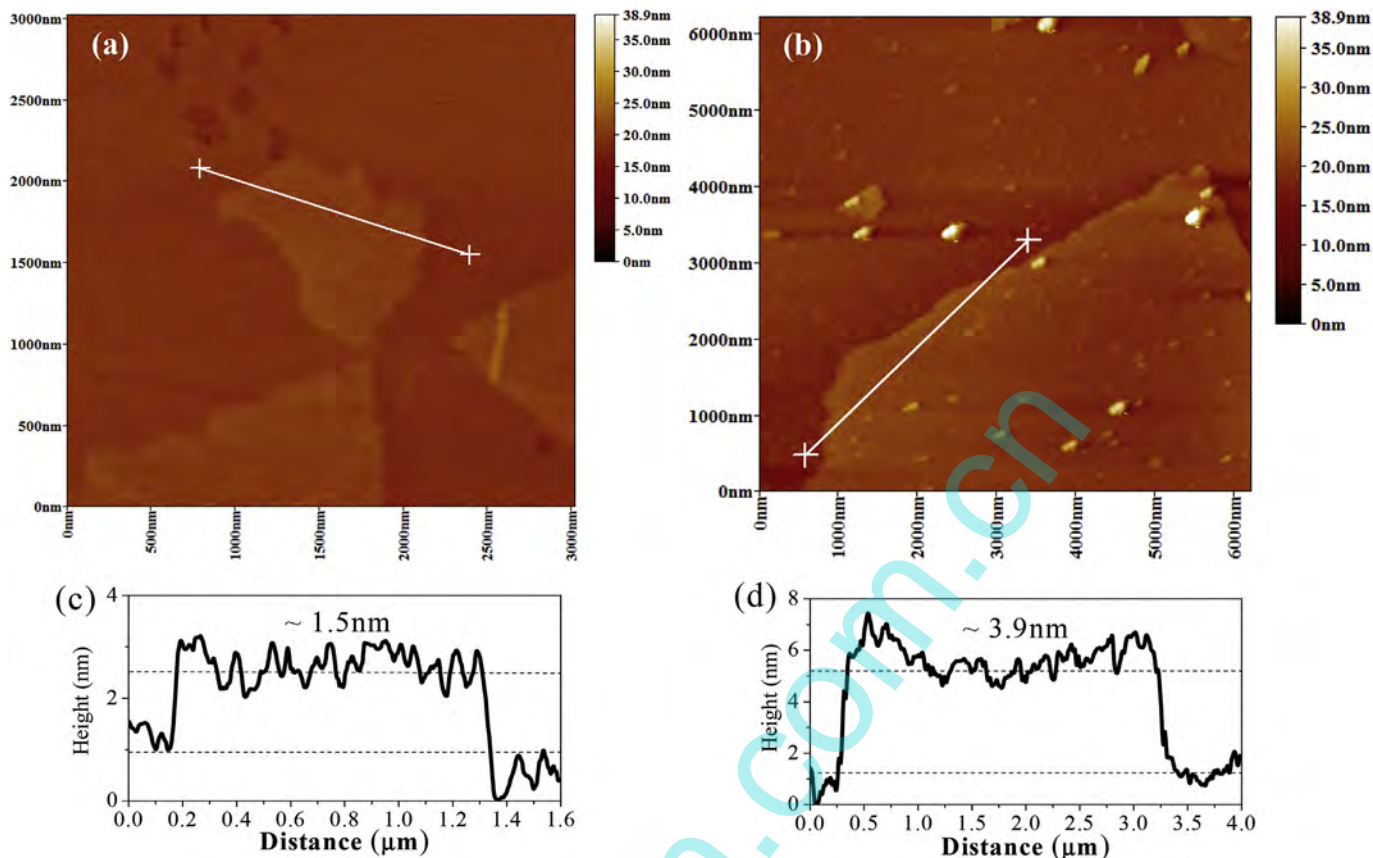 (a)
3000nm
2500nm
2000nm
1500nm
1000nm
500nm
0nm
0nm
500nm
1000nm
1500nm
2000nm
2500nm
3000nm
38.9nm
35.0nm
30.0nm
25.0nm
20.0nm
15.0nm
10.0nm
5.0nm
0nm
(b)
6000nm
5000nm
4000nm
3000nm
2000nm
1000nm
0nm
0nm
1000nm
2000nm
3000nm
4000nm
5000nm
6000nm
38.9nm
35.0nm
30.0nm
25.0nm
20.0nm
15.0nm
10.0nm
5.0nm
0nm
(c)
~ 1.5nm
Height (nm)
4
2
0
0.0 0.2 0.4 0.6 0.8 1.0 1.2 1.4 1.6
Distance (μm)
(d)
~ 3.9nm
Height (nm)
8
6
4
2
0
0.0 0.5 1.0 1.5 2.0 2.5 3.0 3.5 4.0
Distance (μm)
.com.cn